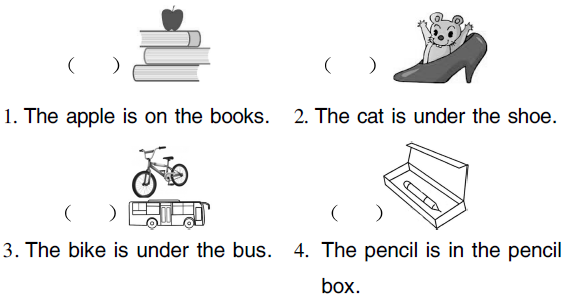 (   ) (   )
1. The apple is on the books. 2. The cat is under the shoe.
(   ) (   )
3. The bike is under the bus. 4. The pencil is in the pencil
box.